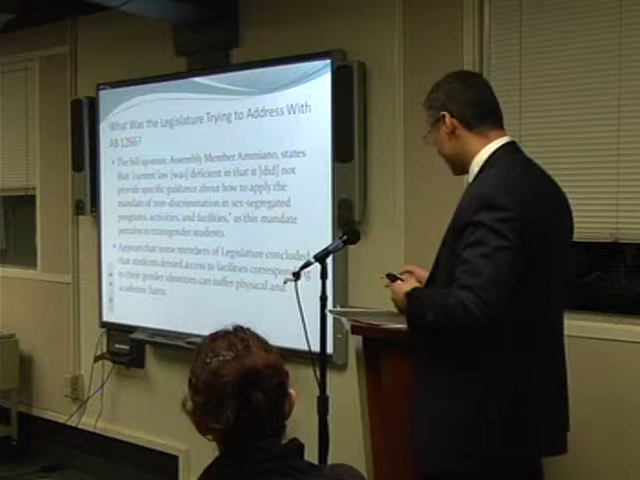 What Was the Legislature Trying to Address With
AB 1266?
• The bill sponsor, Assembly Member Ammiano, states
that "current law [was] deficient in that it [did] not
provide specific guidance about how to apply the
mandate of non-discrimination in sex-segregated
programs, activities, and facilities," as this mandate
pertains to transgender students.
• Appears that some members of Legislature concluded
that students denied access to facilities corresponding
to their gender identities can suffer physical and
academic harm.